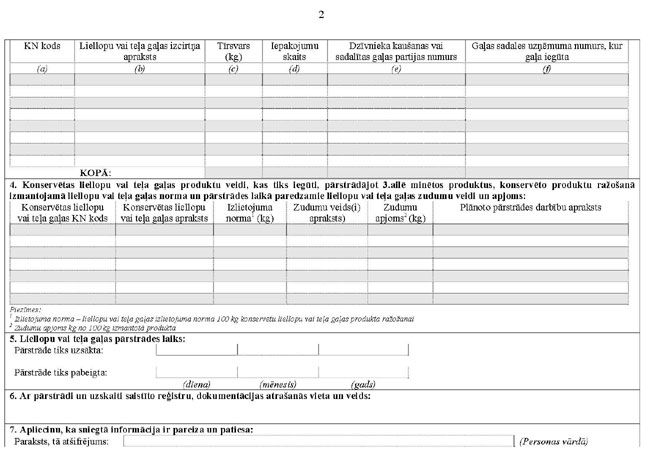 2
KN kods Liellopu vai teļa gaļas izcirtņa apraksts Tīrsvars (kg) Iepakojumu skaits Dzīvnieka kaušanas vai sadalītas gaļas partijas numurs Gaļas sadales uzņēmuma numurs, kur gaļa iegūta
(a) (b) (c) (d) (e) (f)
KOPĀ:
4. Konservētas liellopu vai teļa gaļas produktu veidi, kas tiks iegūti, pārstrādājot 3.ailē minētos produktus, konservēto produktu ražošanā
izmantojamā liellopu vai teļa gaļas norma un pārstrādes laikā paredzamie liellopu vai teļa gaļas zudumu veidi un apjoms:
Konservētas liellopu vai teļa gaļas KN kods Konservētas liellopu vai teļa gaļas apraksts Izlietojuma norma¹ (kg) Zudumu veids(i) apraksts) Zudumu apjoms² (kg) Plānoto pārstrādes darbību apraksts
Piezīmes:
¹ Izlietojuma norma – liellopu vai teļa gaļas izlietojuma norma 100 kg konservētu liellopu vai teļa gaļas produkta ražošanai
² Zudumu apjoms kg no 100 kg izmantotā produkta
5. Liellopu vai teļa gaļas pārstrādes laiks:
Pārstrāde tiks uzsākta:
Pārstrāde tiks pabeigta:
(diena) (mēnesis) (gads)
6. Ar pārstrādi un uzskaiti saistīto reģistru, dokumentācijas atrašanās vieta un veids:
7. Apliecinu, ka sniegtā informācija ir pareiza un patiesa:
Paraksts, tā atšifrējums: (Personas vārdā)